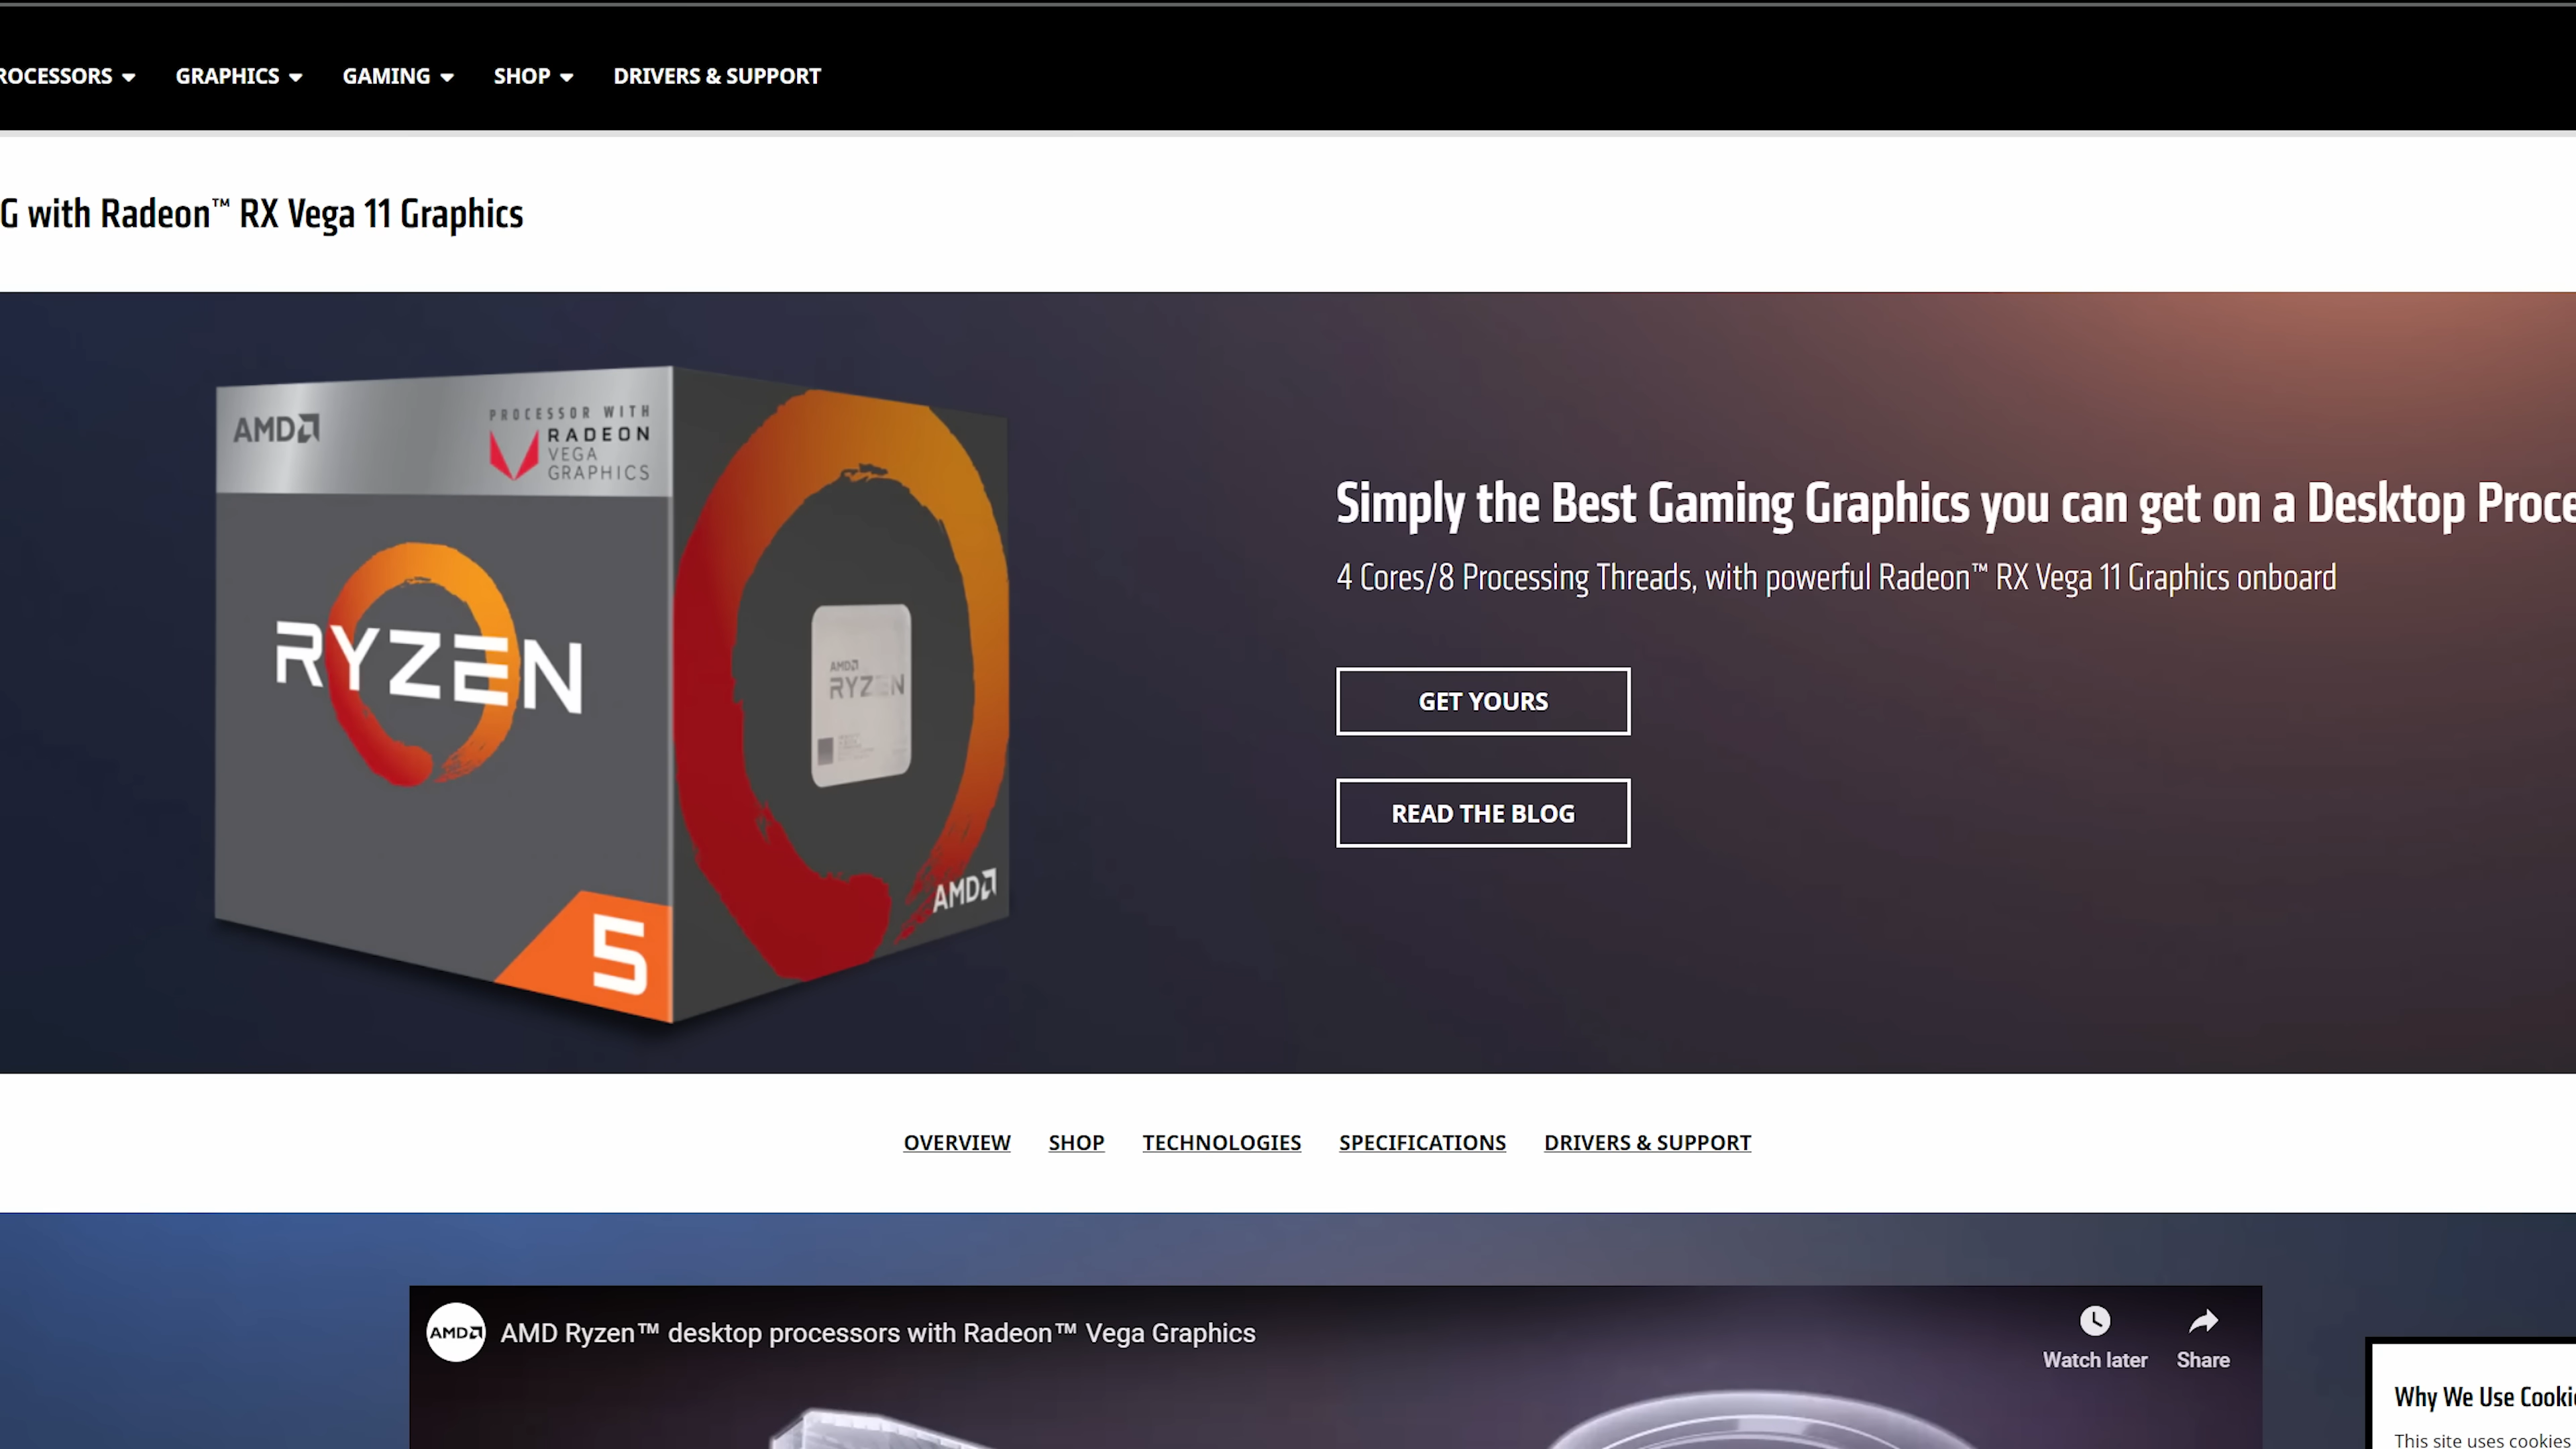 ROCESSORS GRAPHICS GAMING SHOP DRIVERS & SUPPORT
G with Radeon™ RX Vega 11 Graphics
AMD
PROCESSOR WITH
RADEON
VEGA
GRAPHICS
RYZEN
5
AMD
RYZEN
AMD
Simply the Best Gaming Graphics you can get on a Desktop Proce
4 Cores/8 Processing Threads, with powerful Radeon™ RX Vega 11 Graphics onboard
GET YOURS
READ THE BLOG
OVERVIEW SHOP TECHNOLOGIES SPECIFICATIONS DRIVERS & SUPPORT
AMD AMD Ryzen™ desktop processors with Radeon™ Vega Graphics
Watch later Share
Why We Use Cooki
This site uses cookies